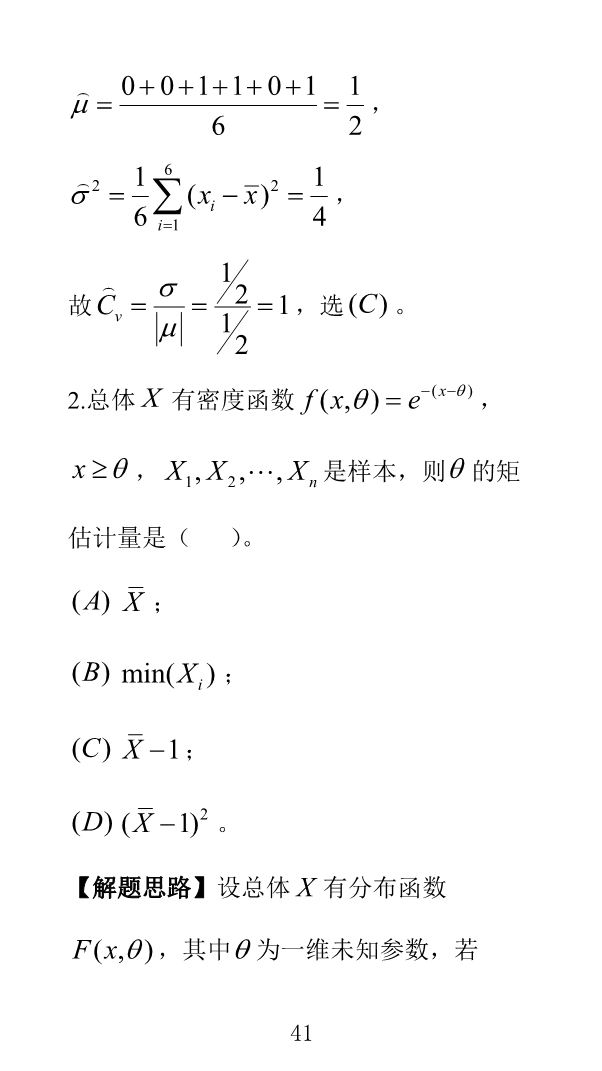 $\hat{\mu} = \frac{0+0+1+1+0+1}{6} = \frac{1}{2}$，
$\hat{\sigma}^2 = \frac{1}{6}\sum_{i=1}^{6}(x_i - \overline{x})^2 = \frac{1}{4}$，
故 $\hat{C}_v = \frac{\sigma}{|\mu|} = \frac{1/2}{1/2} = 1$，选 $(C)$ 。
2.总体 $X$ 有密度函数 $f(x,\theta) = e^{-(x-\theta)}$，
$x \geq \theta$， $X_1, X_2, \cdots, X_n$ 是样本，则 $\theta$ 的矩
估计量是（ ）。
$(A)$ $\overline{X}$；
$(B)$ $\min(X_i)$；
$(C)$ $\overline{X} - 1$；
$(D)$ $(\overline{X} - 1)^2$ 。
【解题思路】设总体 $X$ 有分布函数
$F(x,\theta)$，其中 $\theta$ 为一维未知参数，若
41